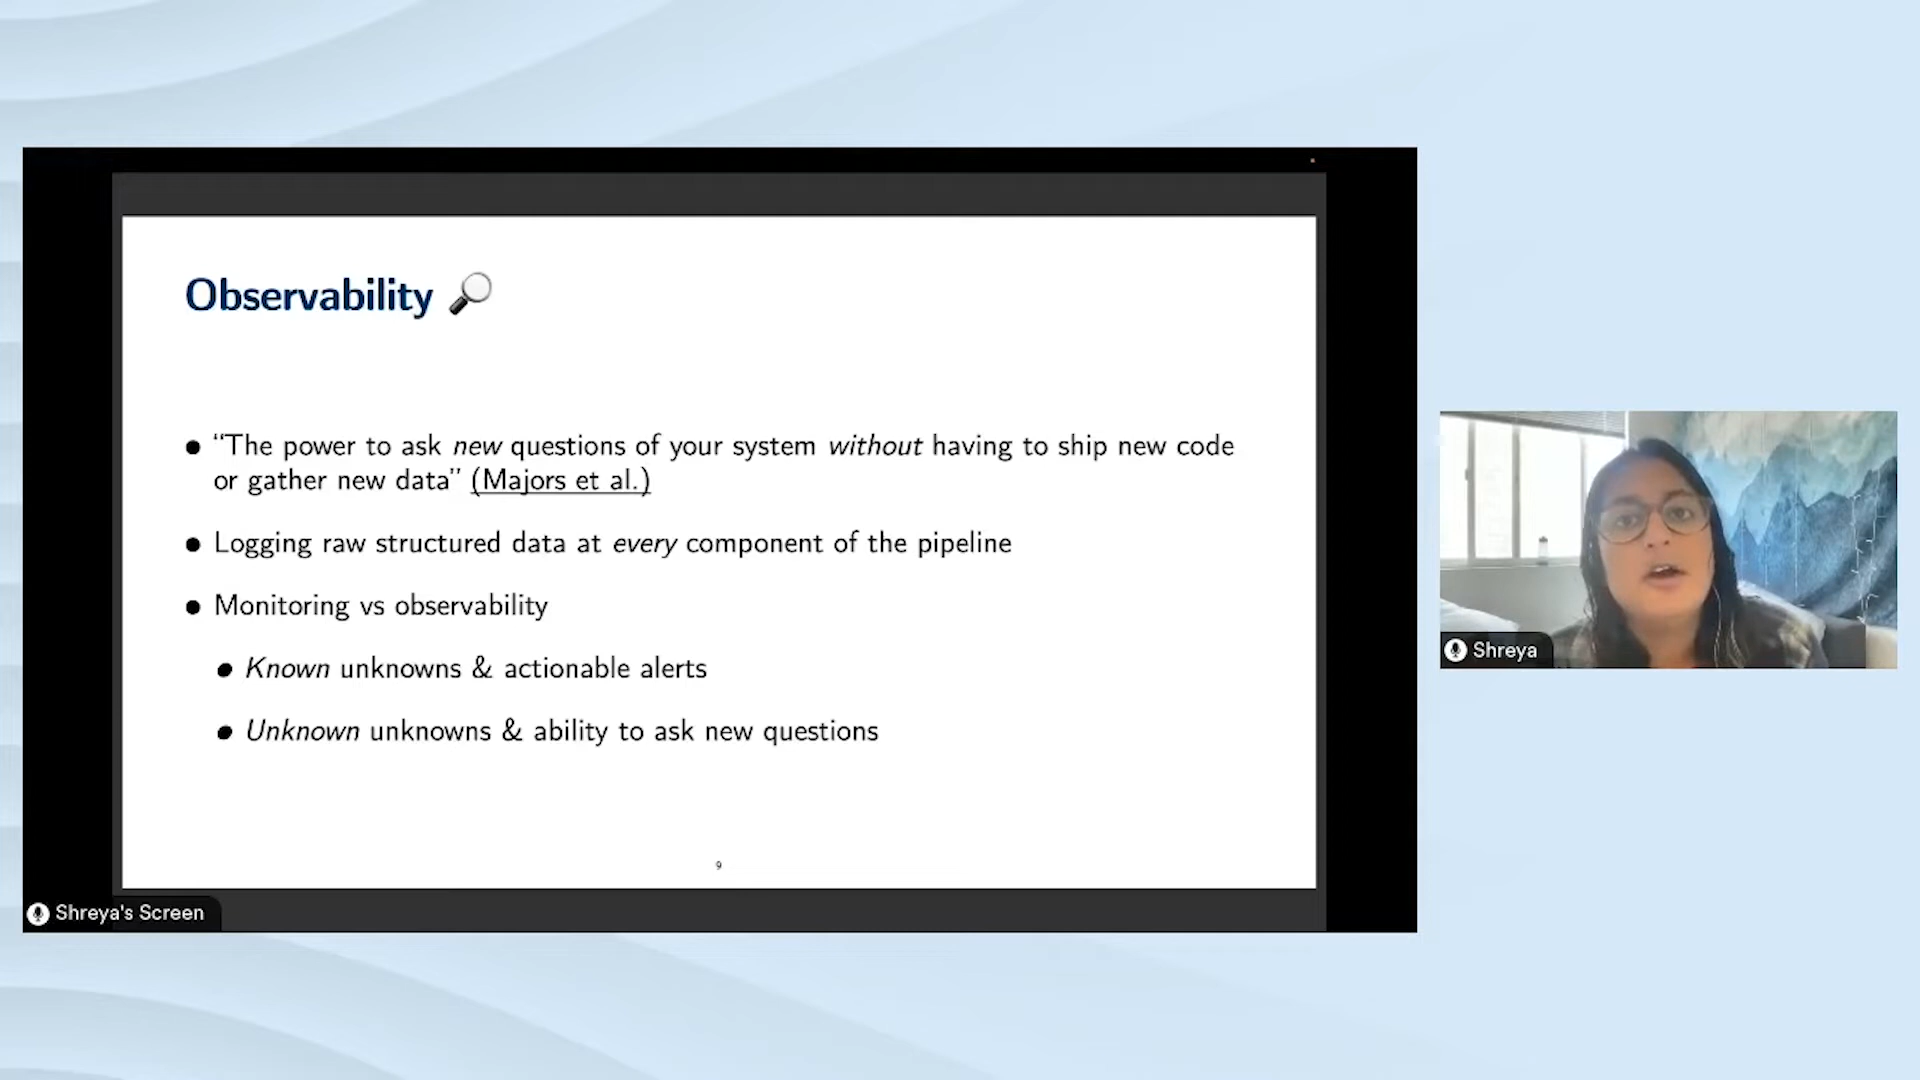 Observability
• “The power to ask new questions of your system without having to ship new code
or gather new data” (Majors et al.)
• Logging raw structured data at every component of the pipeline
• Monitoring vs observability
• Known unknowns & actionable alerts
• Unknown unknowns & ability to ask new questions
9
Shreya's Screen
Shreya